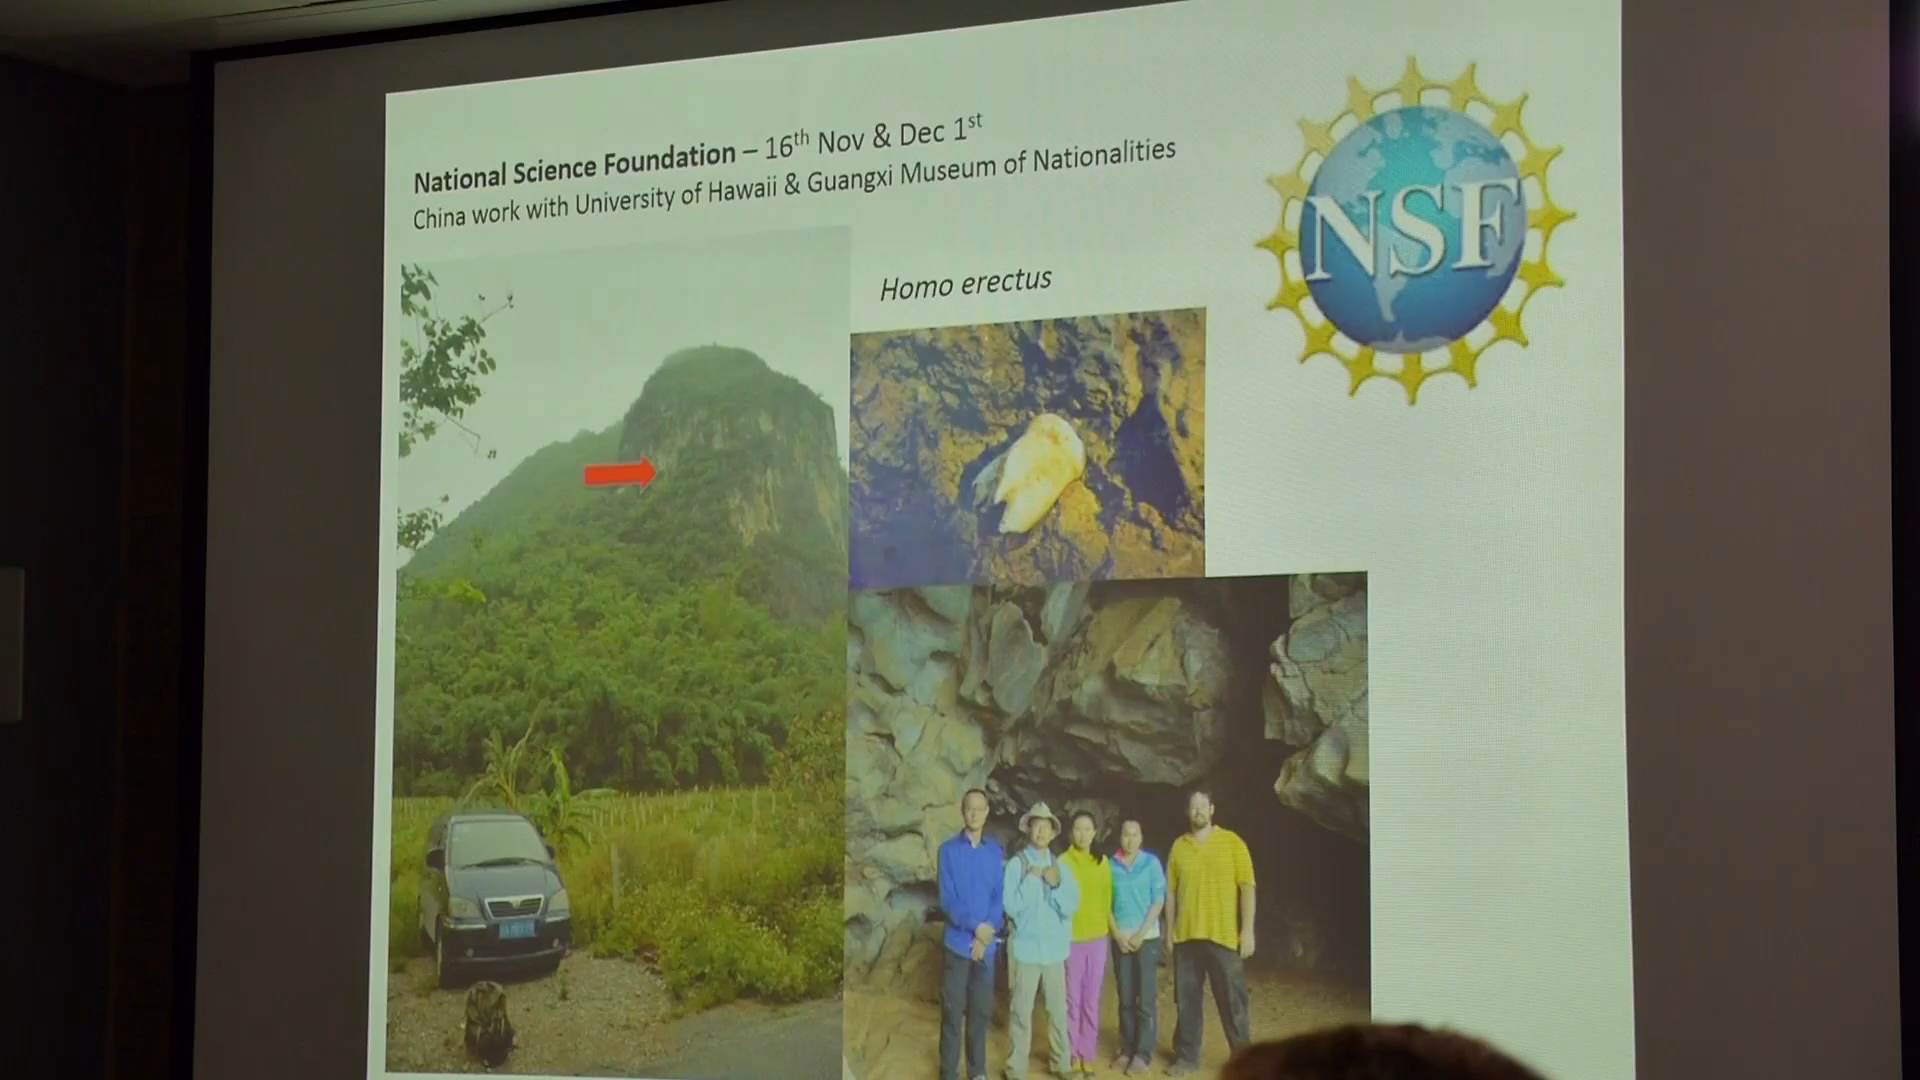 National Science Foundation – 16th Nov & Dec 1st
China work with University of Hawaii & Guangxi Museum of Nationalities
Homo erectus
NSF